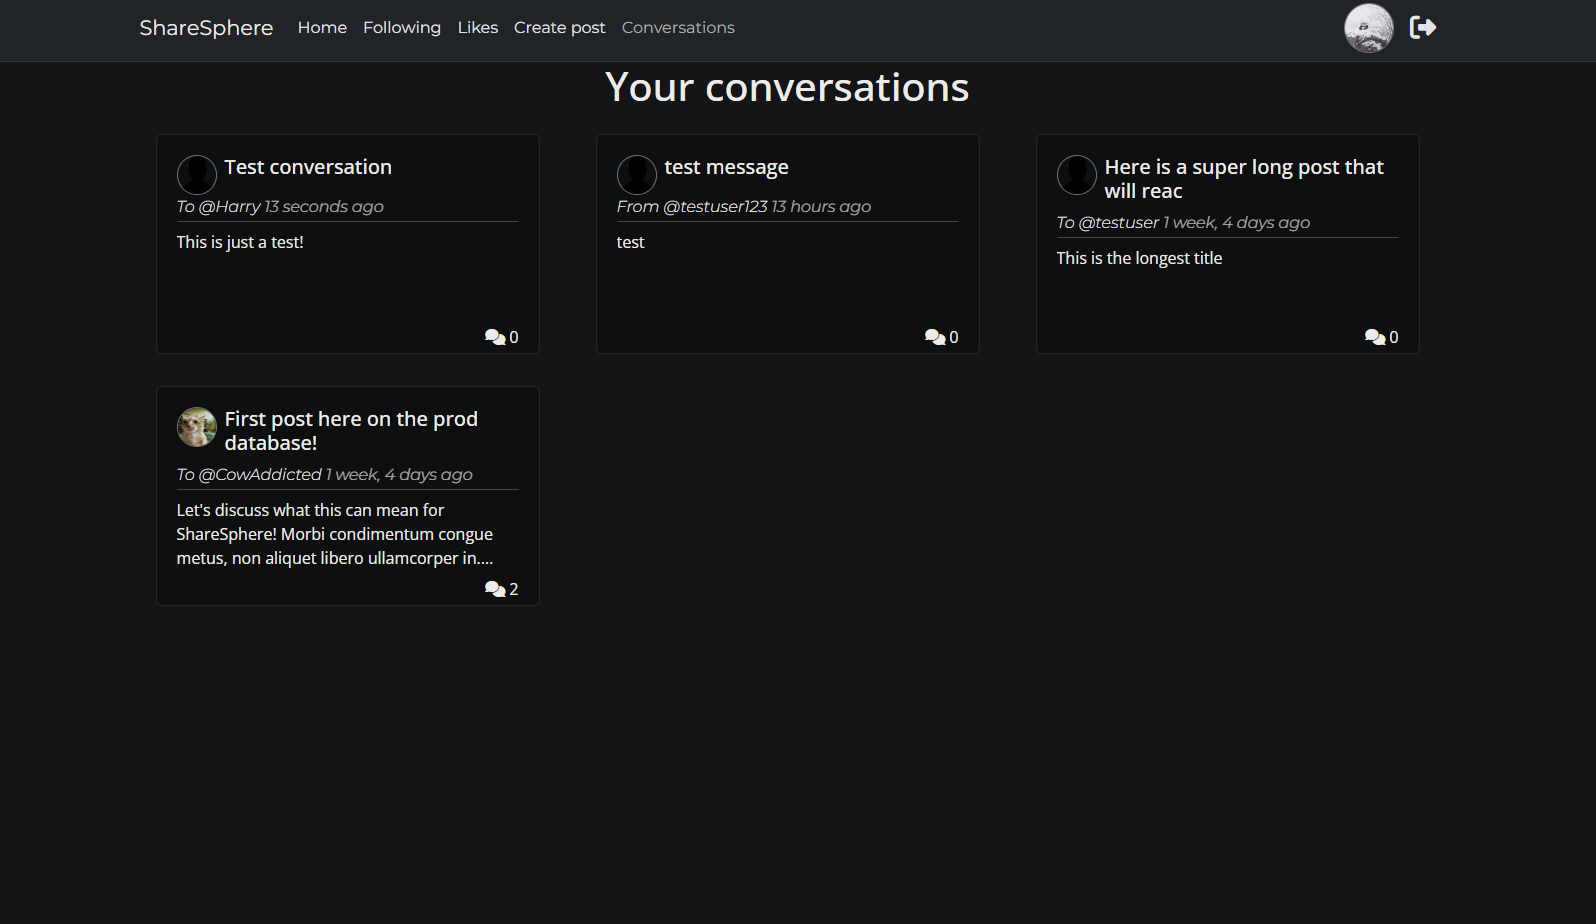 ShareSphere Home Following Likes Create post Conversations
Your conversations
Test conversation
To @Harry 13 seconds ago
This is just a test!
0
test message
From @testuser123 13 hours ago
test
0
Here is a super long post that
will reac
To @testuser 1 week, 4 days ago
This is the longest title
0
First post here on the prod
database!
To @CowAddicted 1 week, 4 days ago
Let's discuss what this can mean for
ShareSphere! Morbi condimentum congue
metus, non aliquet libero ullamcorper in....
2